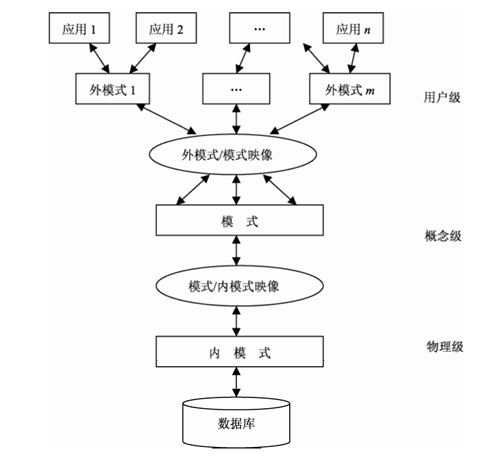 应用 1
应用 2
…
应用 n
外模式 1
…
外模式 m
用户级
外模式/模式映像
模 式
概念级
模式/内模式映像
内 模 式
物理级
数据库